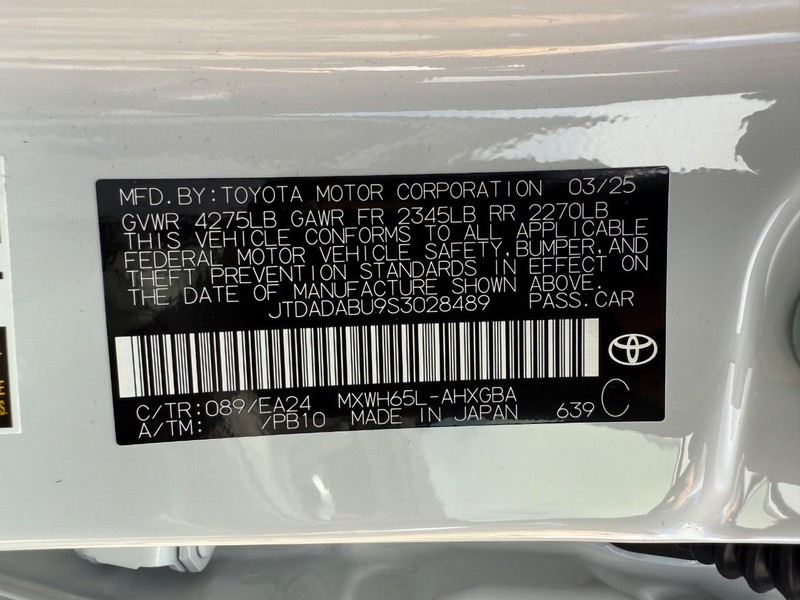 MFD.BY:TOYOTA MOTOR CORPORATION 03/25
GVWR 4275LB GAWR FR 2345LB RR 2270LB
THIS VEHICLE CONFORMS TO ALL APPLICABLE
FEDERAL MOTOR VEHICLE SAFETY,BUMPER,AND
THEFT PREVENTION STANDARDS IN EFFECT ON
THE DATE OF MANUFACTURE SHOWN ABOVE.
JTDADABU9S3028489 PASS.CAR
C/TR:089/EA24 MXWH65L-AHXGBA
A/TM: /PB10 MADE IN JAPAN 639 C